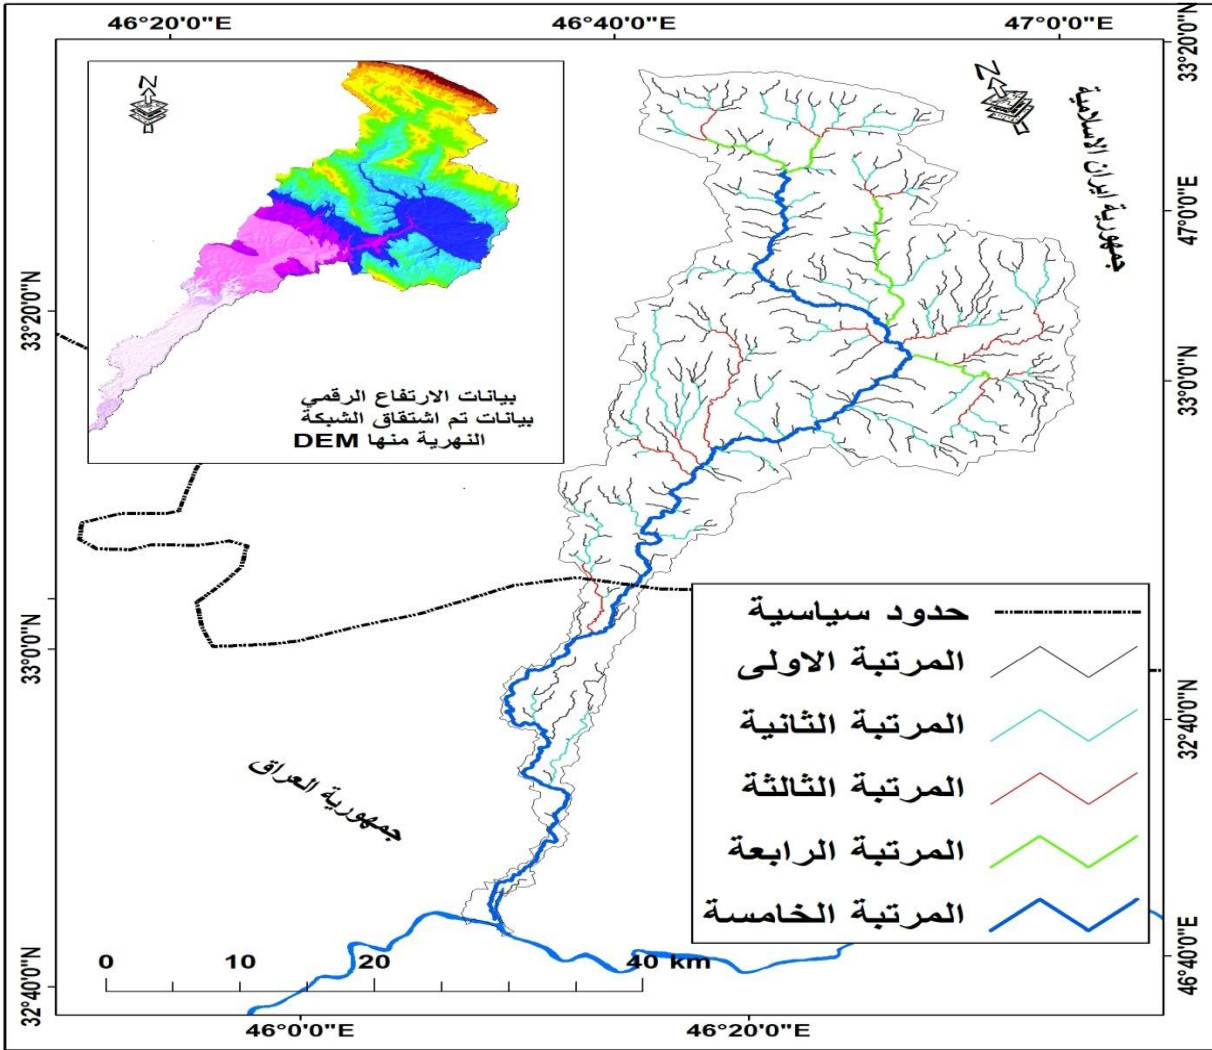 46°20'0"E
46°40'0"E
47°0'0"E
33°20'0"N
جمهورية ايران الاسلامية
47°0'0"E
33°0'0"N
32°40'0"N
46°40'0"E
33°20'0"N
33°0'0"N
32°40'0"N
N
N
بيانات الارتفاع الرقمي
بيانات تم اشتقاق الشبكة
النهرية منها DEM
حدود سياسية
المرتبة الاولى
المرتبة الثانية
المرتبة الثالثة
المرتبة الرابعة
المرتبة الخامسة
جمهورية العراق
0 10 20 40 km
46°0'0"E
46°20'0"E